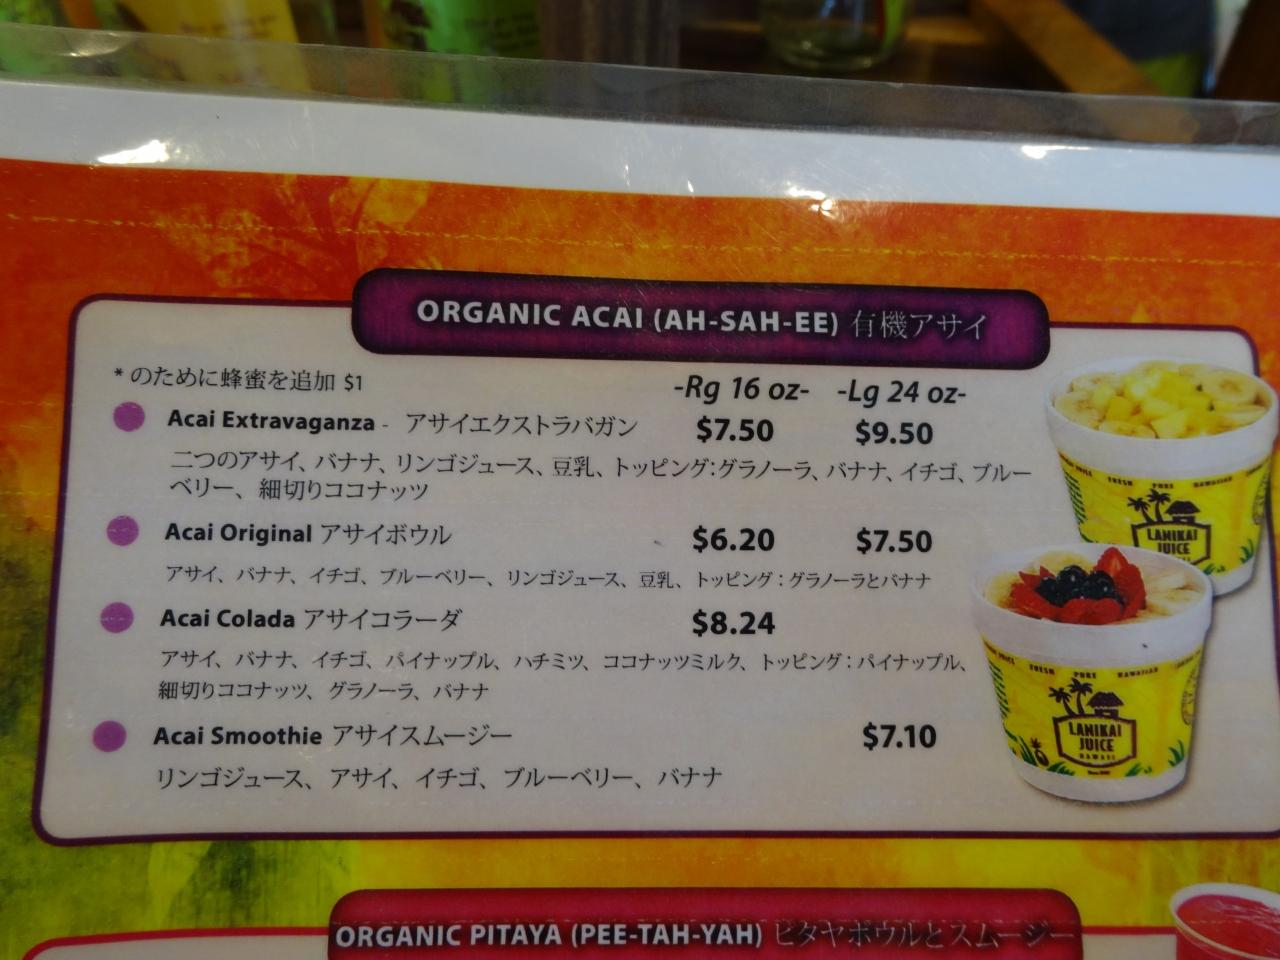 ORGANIC ACAI (AH-SAH-EE) 有機アサイ
* のために蜂蜜を追加 $1
-Rg 16 oz- -Lg 24 oz-
Acai Extravaganza - アサイエクストラバガン $7.50 $9.50
二つのアサイ、バナナ、リンゴジュース、豆乳、トッピング：グラノーラ、バナナ、イチゴ、ブルー
ベリー、細切りココナッツ
Acai Original アサイボウル $6.20 $7.50
アサイ、バナナ、イチゴ、ブルーベリー、リンゴジュース、豆乳、トッピング：グラノーラとバナナ
Acai Colada アサイコラーダ $8.24
アサイ、バナナ、イチゴ、パイナップル、ハチミツ、ココナッツミルク、トッピング：パイナップル、
細切りココナッツ、グラノーラ、バナナ
Acai Smoothie アサイスムージー $7.10
リンゴジュース、アサイ、イチゴ、ブルーベリー、バナナ
FRESH PURE HAWAIIAN
LANIKAI
JUICE
FRESH PURE HAWAIIAN
LANIKAI
JUICE
HAWAII
ORGANIC PITAYA (PEE-TAH-YAH) ピタヤボウルとスムージー